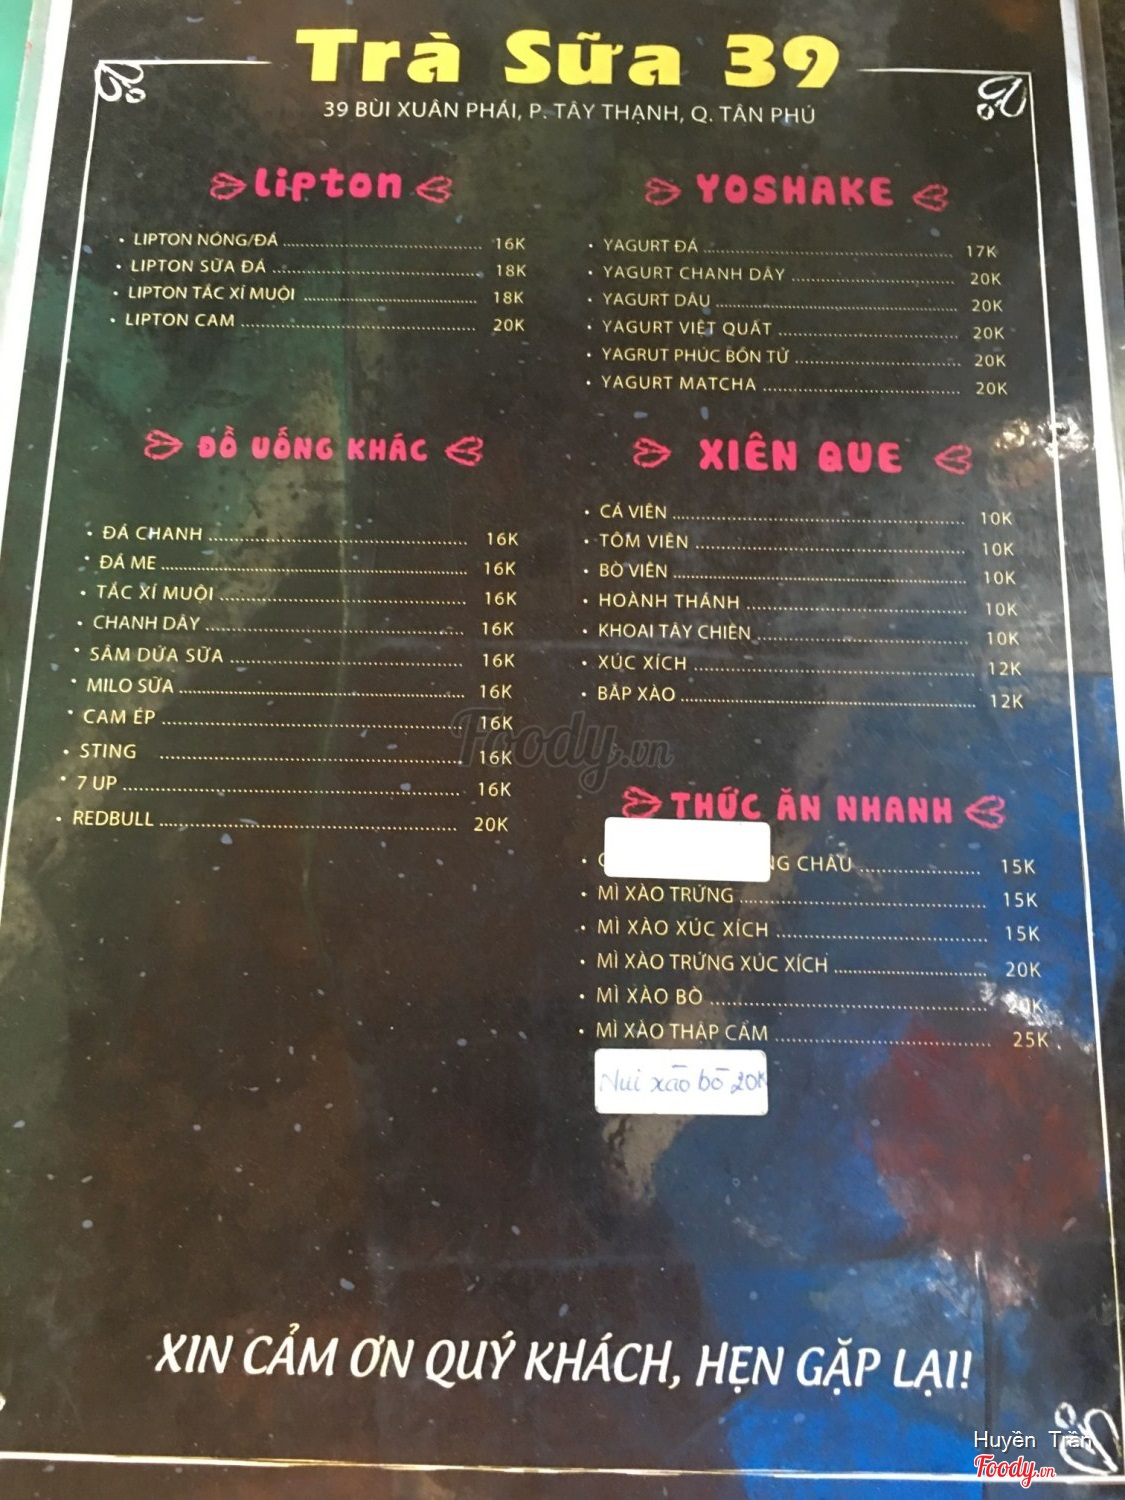 Trà Sữa 39
39 BÙI XUÂN PHÁI, P. TÂY THẠNH, Q. TÂN PHÚ
Lipton
• LIPTON NÓNG/ĐÁ 16K
• LIPTON SỮA ĐÁ 18K
• LIPTON TẮC XÍ MUỘI 18K
• LIPTON CAM 20K
ĐỒ UỐNG KHÁC
• ĐÁ CHANH 16K
• ĐÁ ME 16K
• TẮC XÍ MUỘI 16K
• CHANH DÂY 16K
• SÂM DỨA SỮA 16K
• MILO SỮA 16K
• CAM ÉP 16K
• STING 16K
• 7 UP 16K
• REDBULL 20K
YOSHAKE
• YAGURT ĐÁ 17K
• YAGURT CHANH DÂY 20K
• YAGURT DÂU 20K
• YAGURT VIỆT QUẤT 20K
• YAGRUT PHÚC BỒN TỬ 20K
• YAGURT MATCHA 20K
XIÊN QUE
• CÁ VIÊN 10K
• TÔM VIÊN 10K
• BÒ VIÊN 10K
• HOÀNH THÁNH 10K
• KHOAI TÂY CHIÊN 10K
• XÚC XÍCH 12K
• BẮP XÀO 12K
THỨC ĂN NHANH
• CHÂU 15K
• MÌ XÀO TRỨNG 15K
• MÌ XÀO XÚC XÍCH 15K
• MÌ XÀO TRỨNG XÚC XÍCH 20K
• MÌ XÀO BÒ 20K
• MÌ XÀO THẬP CẨM 25K
Nui xào bò 20K
XIN CẢM ƠN QUÝ KHÁCH, HẸN GẶP LẠI!
Foody.vn
Huyền Trần
Foody.vn